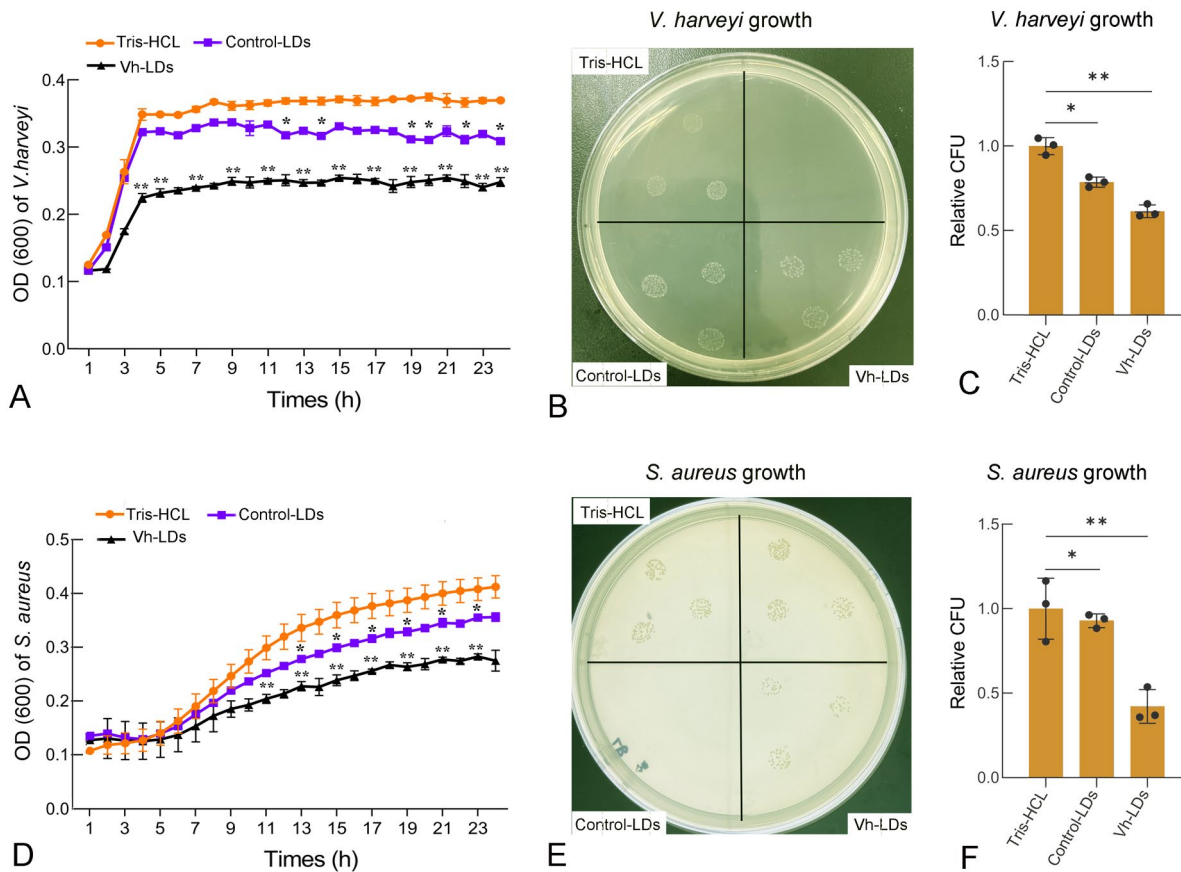 Tris-HCL
Control-LDs
Vh-LDs
OD (600) of V.harveyi
0.4
0.3
0.2
0.1
0.0
** ** ** ** ** ** ** ** ** ** **
* * * * * *
1 3 5 7 9 11 13 15 17 19 21 23
Times (h)
A
V. harveyi growth
Tris-HCL
Control-LDs
Vh-LDs
B
V. harveyi growth
Relative CFU
1.5
1.0
0.5
0.0
**
*
Tris-HCL
Control-LDs
Vh-LDs
C
Tris-HCL
Control-LDs
Vh-LDs
OD (600) of S. aureus
0.5
0.4
0.3
0.2
0.1
0.0
* * * * * *
** ** ** ** ** ** **
1 3 5 7 9 11 13 15 17 19 21 23
Times (h)
D
S. aureus growth
Tris-HCL
Control-LDs
Vh-LDs
E
S. aureus growth
Relative CFU
1.5
1.0
0.5
0.0
**
*
Tris-HCL
Control-LDs
Vh-LDs
F